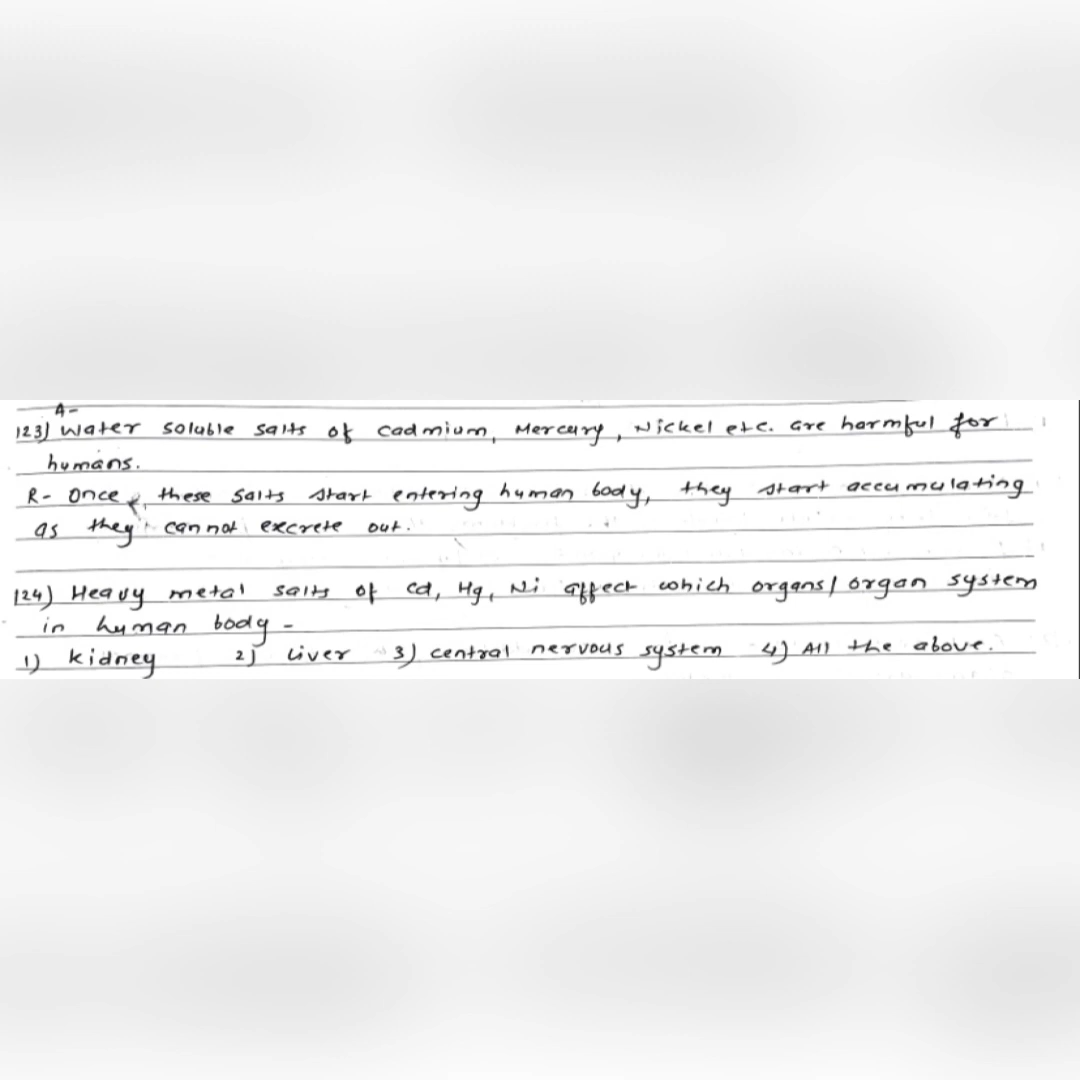 A-
123) Water soluble salts of cadmium, Mercury, Nickel etc. are harmful for
humans.
R- Once these salts start entering human body, they start accumulating
as they cannot excrete out.
124) Heavy metal salts of Cd, Hg, Ni affect which organs/organ system
in human body -
1) kidney 2) Liver 3) central nervous system 4) All the above.